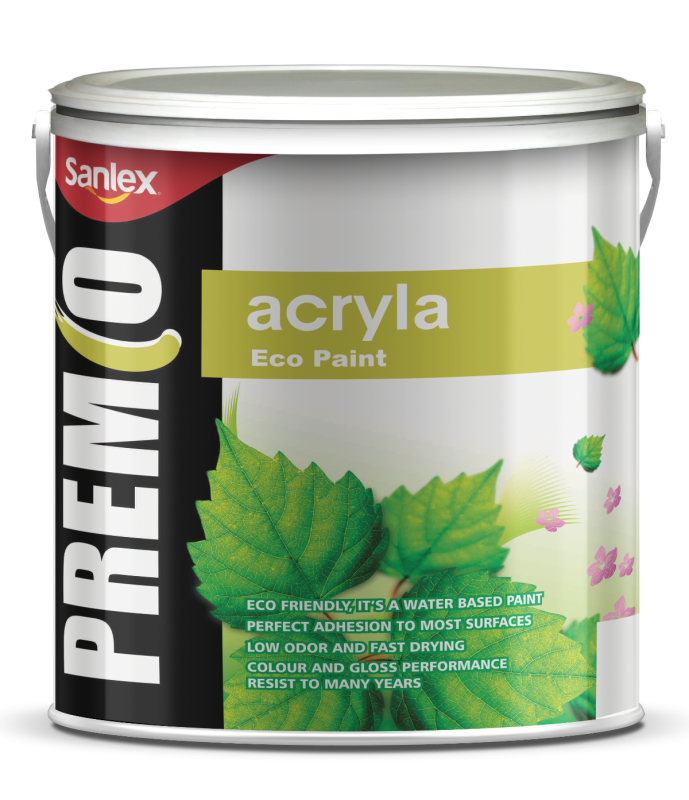 Sanlex
PREMIO
acryla
Eco Paint
ECO FRIENDLY, IT'S A WATER BASED PAINT
PERFECT ADHESION TO MOST SURFACES
LOW ODOR AND FAST DRYING
COLOUR AND GLOSS PERFORMANCE
RESIST TO MANY YEARS